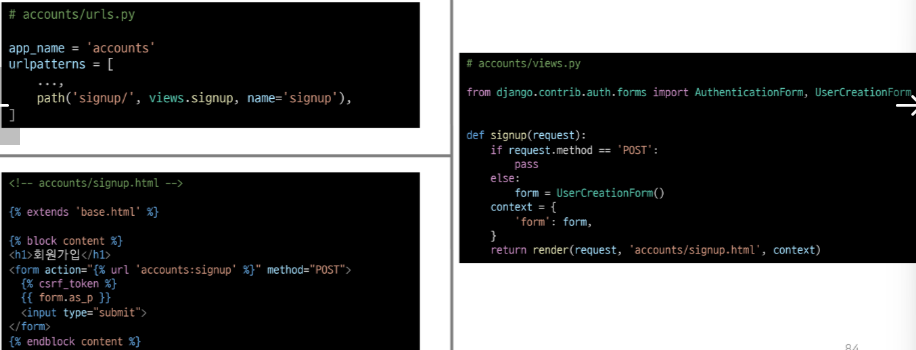 # accounts/urls.py
app_name = 'accounts'
urlpatterns = [
    ...,
    path('signup/', views.signup, name='signup'),
]
<!-- accounts/signup.html -->
{% extends 'base.html' %}
{% block content %}
<h1>회원가입</h1>
<form action="{% url 'accounts:signup' %}" method="POST">
  {% csrf_token %}
  {{ form.as_p }}
  <input type="submit">
</form>
{% endblock content %}
# accounts/views.py
from django.contrib.auth.forms import AuthenticationForm, UserCreationForm
def signup(request):
    if request.method == 'POST':
        pass
    else:
        form = UserCreationForm()
    context = {
        'form': form,
    }
    return render(request, 'accounts/signup.html', context)
84